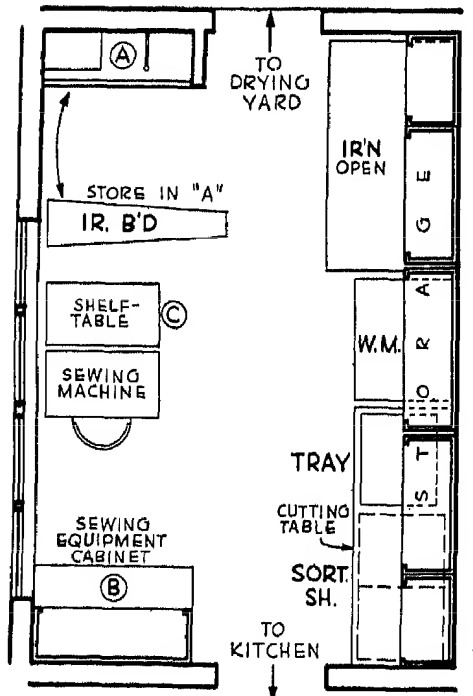 A
TO
DRYING
YARD
IR'N
OPEN
STORE IN "A"
IR. B'D
SHELF-
TABLE
C
SEWING
MACHINE
W.M.
STORAGE
TRAY
CUTTING
TABLE
SORT.
SH.
SEWING
EQUIPMENT
CABINET
B
TO
KITCHEN